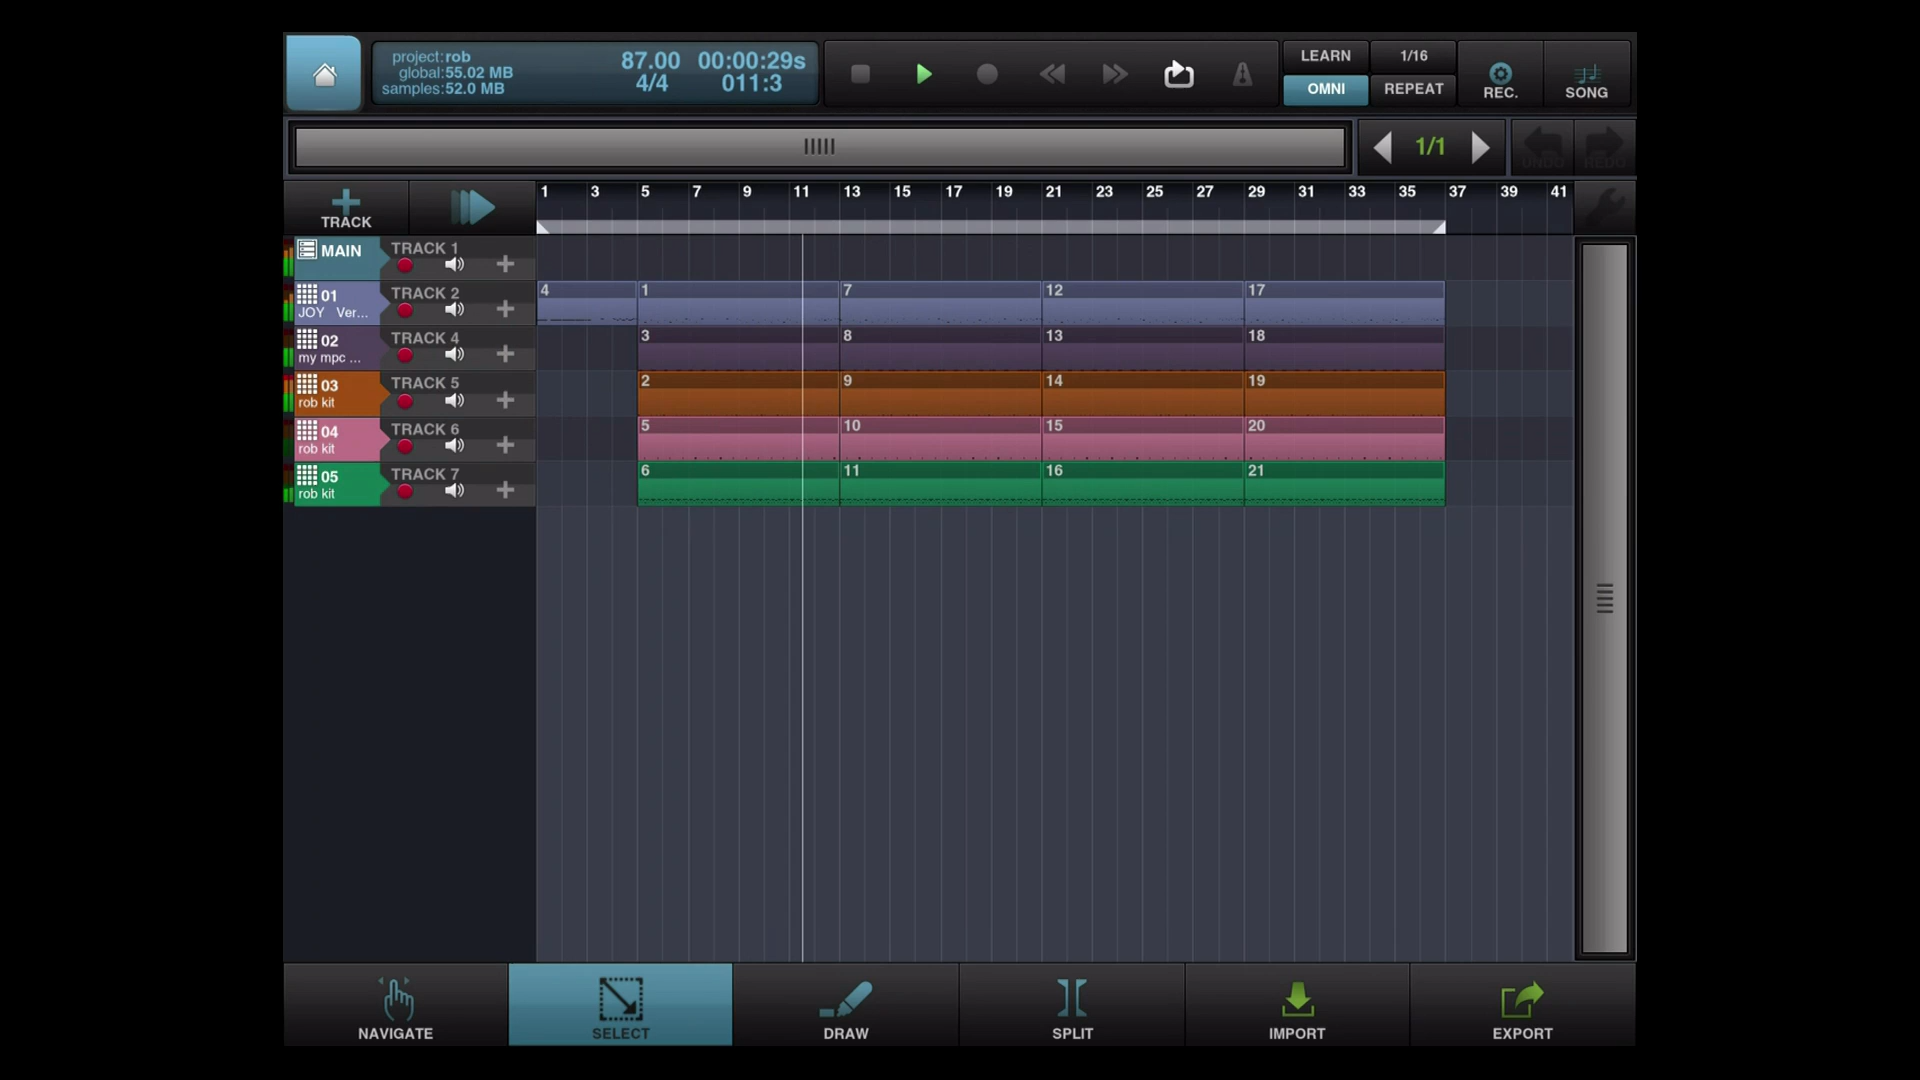 project:rob
global:55.02 MB
samples:52.0 MB
87.00 00:00:29s
4/4 011:3
LEARN 1/16
OMNI REPEAT REC. SONG
1/1 UNDO REDO
TRACK
1 3 5 7 9 11 13 15 17 19 21 23 25 27 29 31 33 35 37 39 41
MAIN TRACK 1
01 TRACK 2 4 1 7 12 17
JOY Ver...
02 TRACK 4 3 8 13 18
my mpc ...
03 TRACK 5 2 9 14 19
rob kit
04 TRACK 6 5 10 15 20
rob kit
05 TRACK 7 6 11 16 21
rob kit
NAVIGATE SELECT DRAW SPLIT IMPORT EXPORT